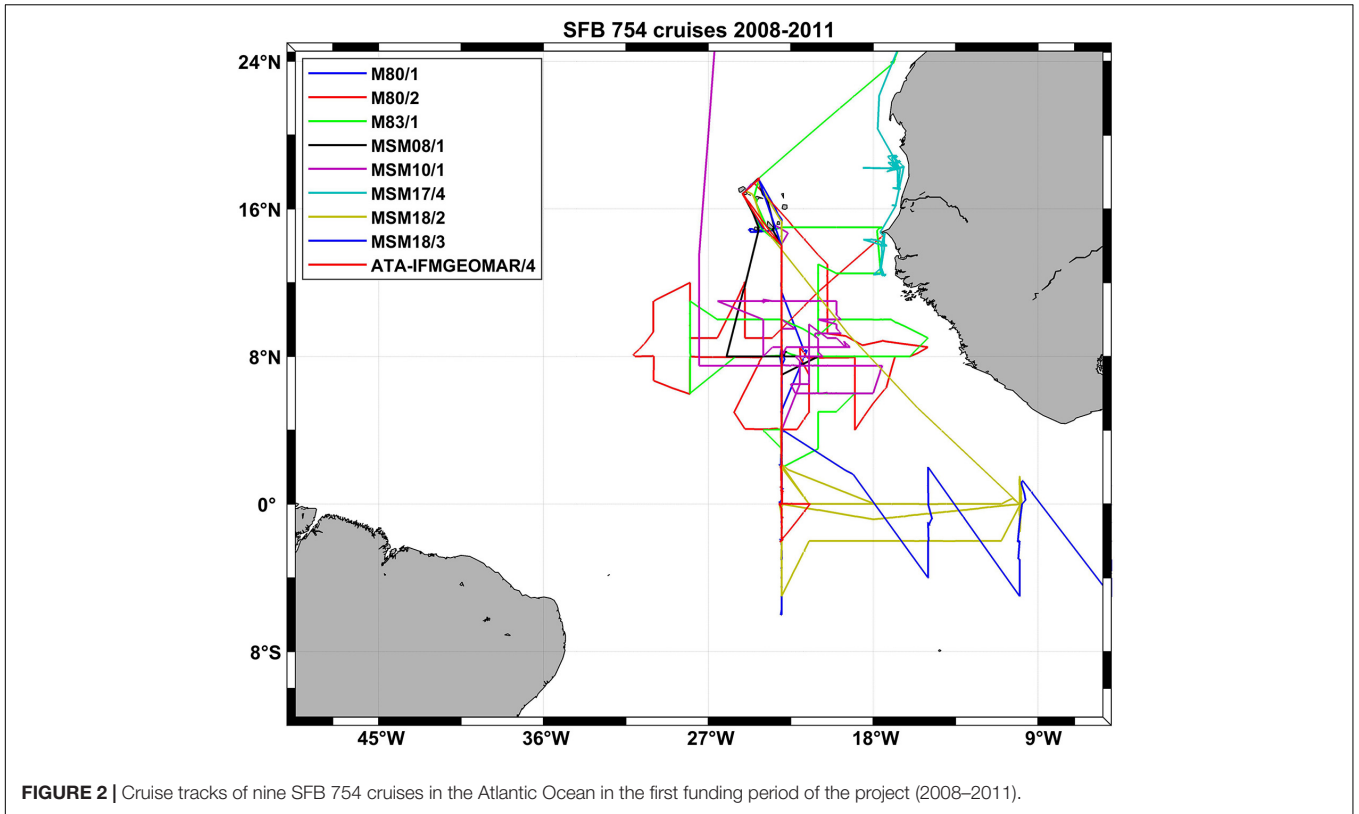 SFB 754 cruises 2008-2011
24°N
16°N
8°N
0°
8°S
M80/1
M80/2
M83/1
MSM08/1
MSM10/1
MSM17/4
MSM18/2
MSM18/3
ATA-IFMGEOMAR/4
45°W 36°W 27°W 18°W 9°W
FIGURE 2 | Cruise tracks of nine SFB 754 cruises in the Atlantic Ocean in the first funding period of the project (2008–2011).